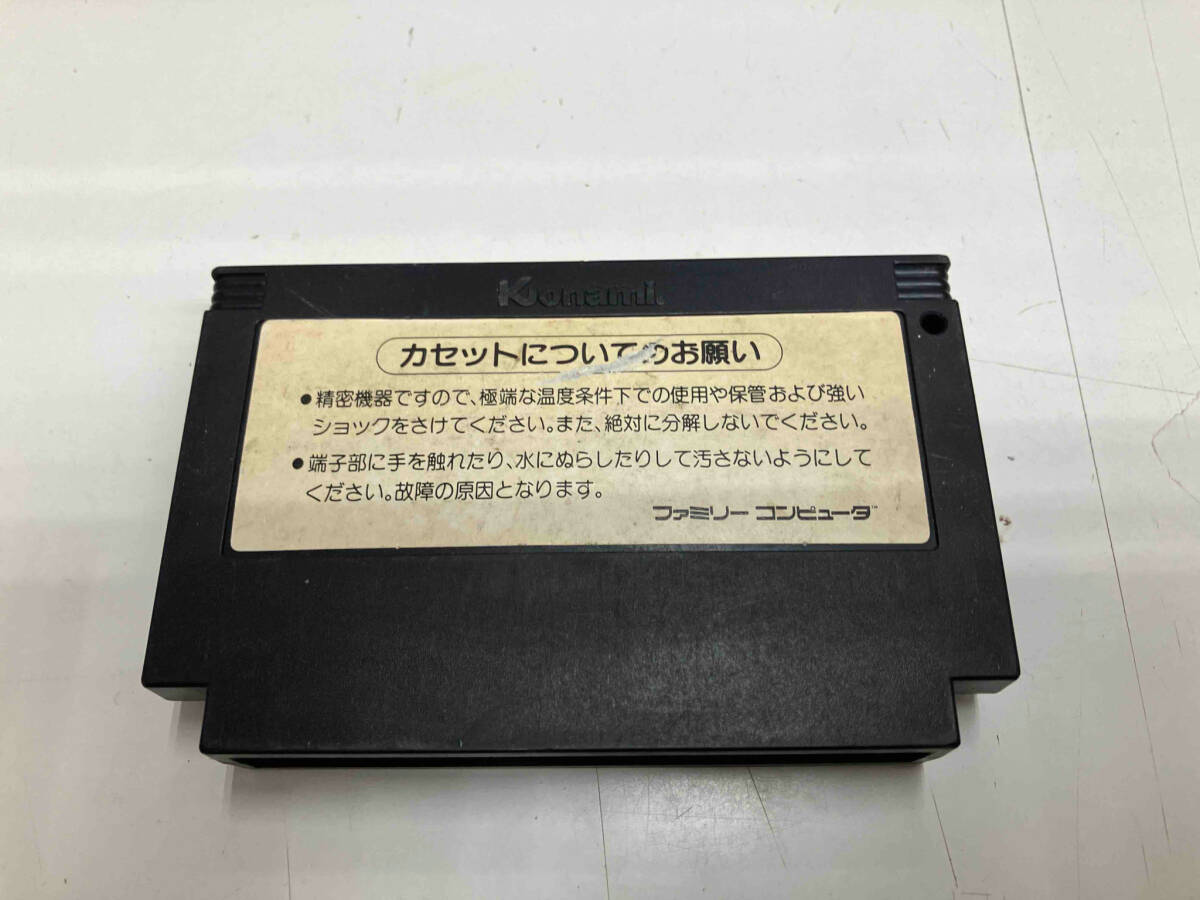 Konami
カセットについてのお願い
●精密機器ですので、極端な温度条件下での使用や保管および強い
ショックをさけてください。また、絶対に分解しないでください。
●端子部に手を触れたり、水にぬらしたりして汚さないようにして
ください。故障の原因となります。
ファミリー コンピュータ™